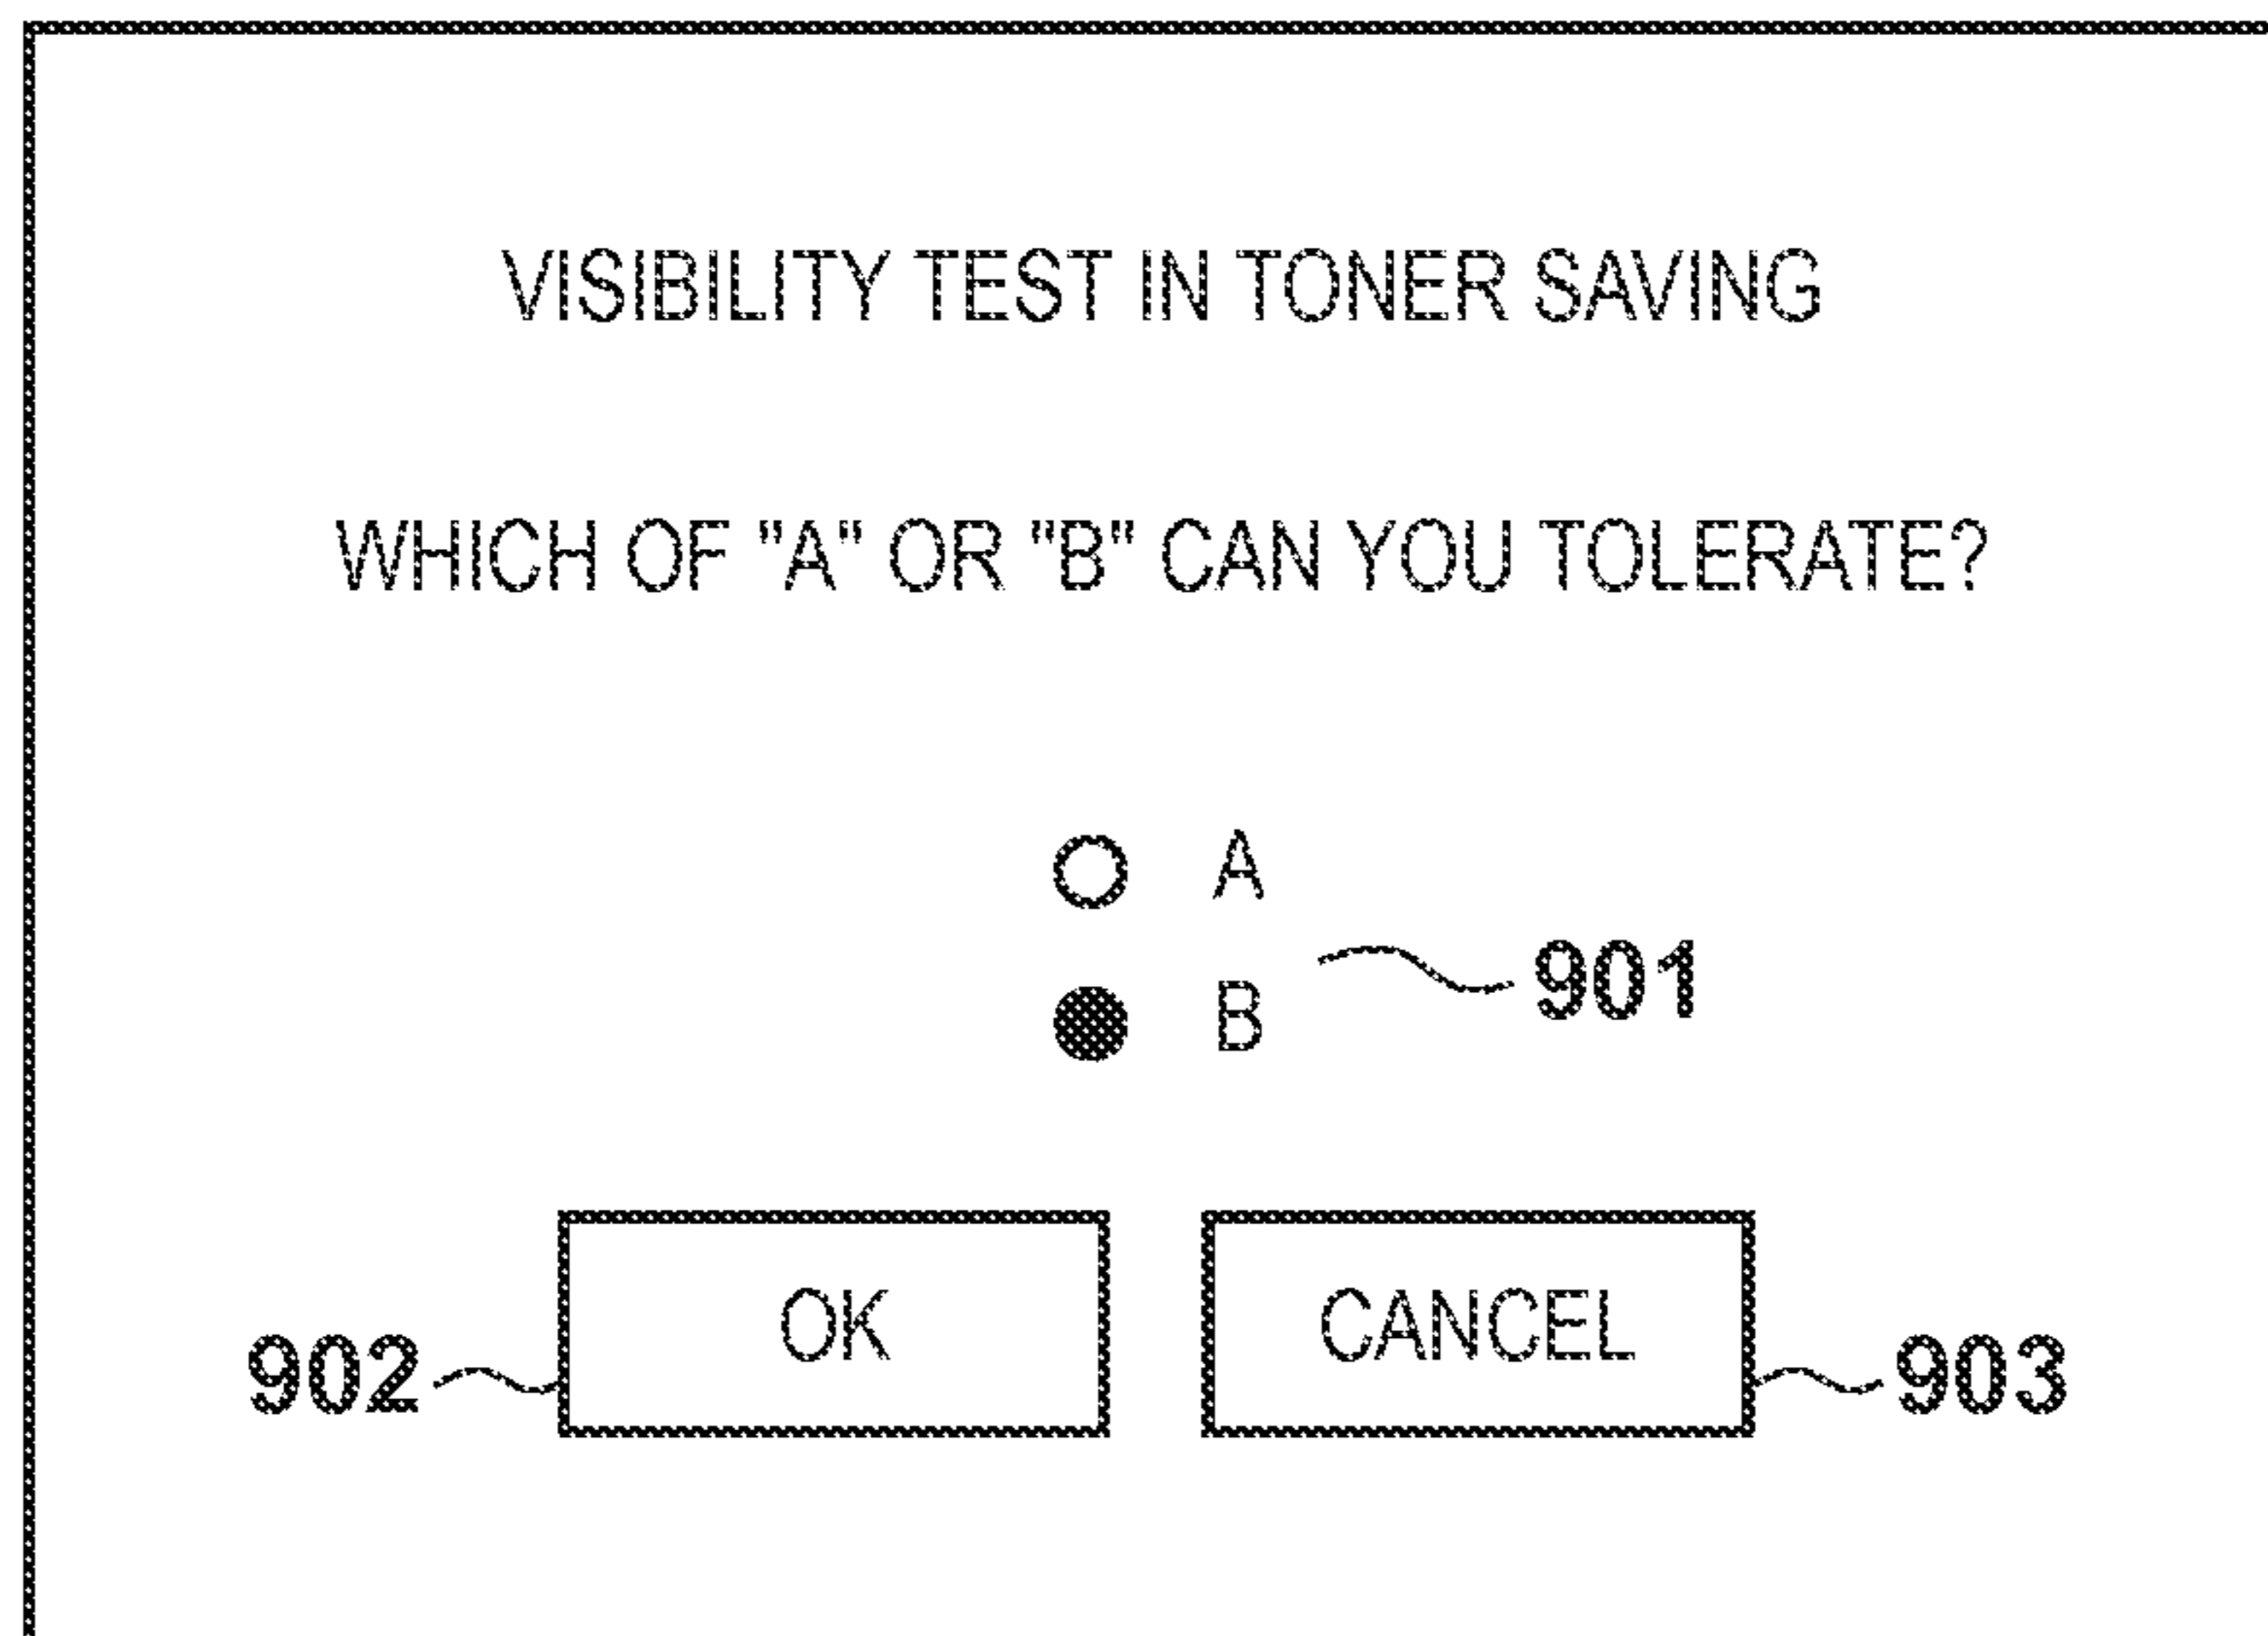 VISIBILITY TEST IN TONER SAVING
WHICH OF "A" OR "B" CAN YOU TOLERATE?
A
901
B
902
OK
CANCEL
903